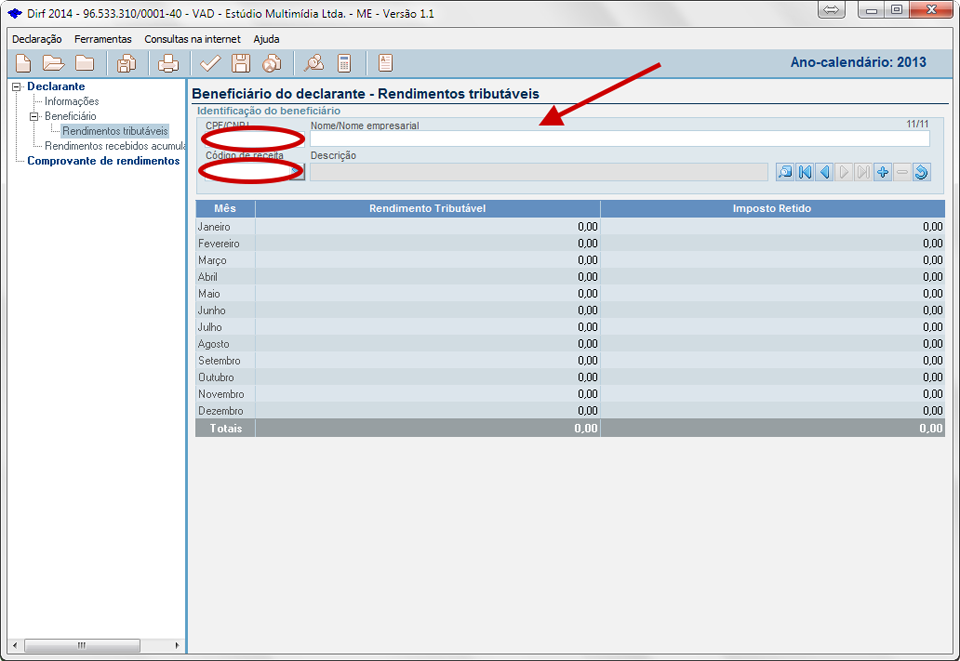 Dirf 2014 - 96.533.310/0001-40 - VAD - Estúdio Multimídia Ltda. - ME - Versão 1.1
Declaração Ferramentas Consultas na internet Ajuda
Ano-calendário: 2013
Declarante
Informações
Beneficiário
Rendimentos tributáveis
Rendimentos recebidos acumula
Comprovante de rendimentos
Beneficiário do declarante - Rendimentos tributáveis
Identificação do beneficiário
CPF/CNPJ Nome/Nome empresarial 11/11
Código de receita Descrição
Mês Rendimento Tributável Imposto Retido
Janeiro 0,00 0,00
Fevereiro 0,00 0,00
Março 0,00 0,00
Abril 0,00 0,00
Maio 0,00 0,00
Junho 0,00 0,00
Julho 0,00 0,00
Agosto 0,00 0,00
Setembro 0,00 0,00
Outubro 0,00 0,00
Novembro 0,00 0,00
Dezembro 0,00 0,00
Totais 0,00 0,00